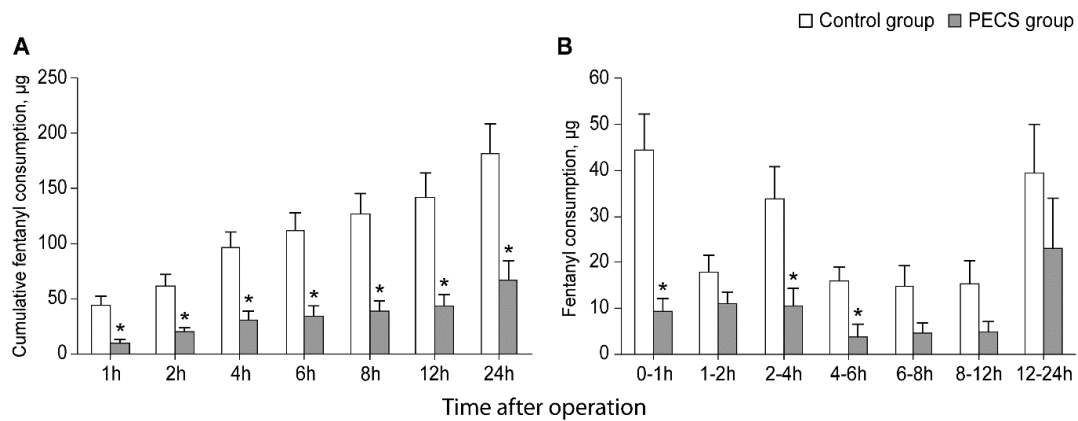 Control group PECS group
A
Cumulative fentanyl consumption, µg
250
200
150
100
50
0
* * * * * * *
1h 2h 4h 6h 8h 12h 24h
B
Fentanyl consumption, µg
60
50
40
30
20
10
0
* * *
0-1h 1-2h 2-4h 4-6h 6-8h 8-12h 12-24h
Time after operation